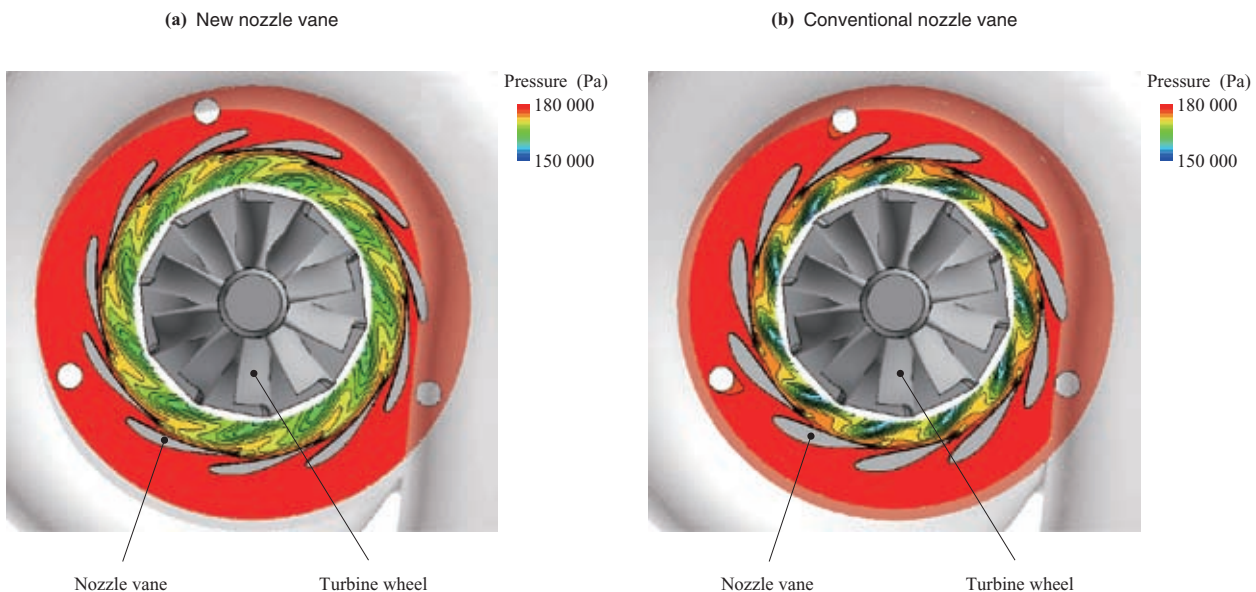 (a) New nozzle vane
(b) Conventional nozzle vane
Pressure (Pa)
180 000
150 000
Pressure (Pa)
180 000
150 000
Nozzle vane
Turbine wheel
Nozzle vane
Turbine wheel